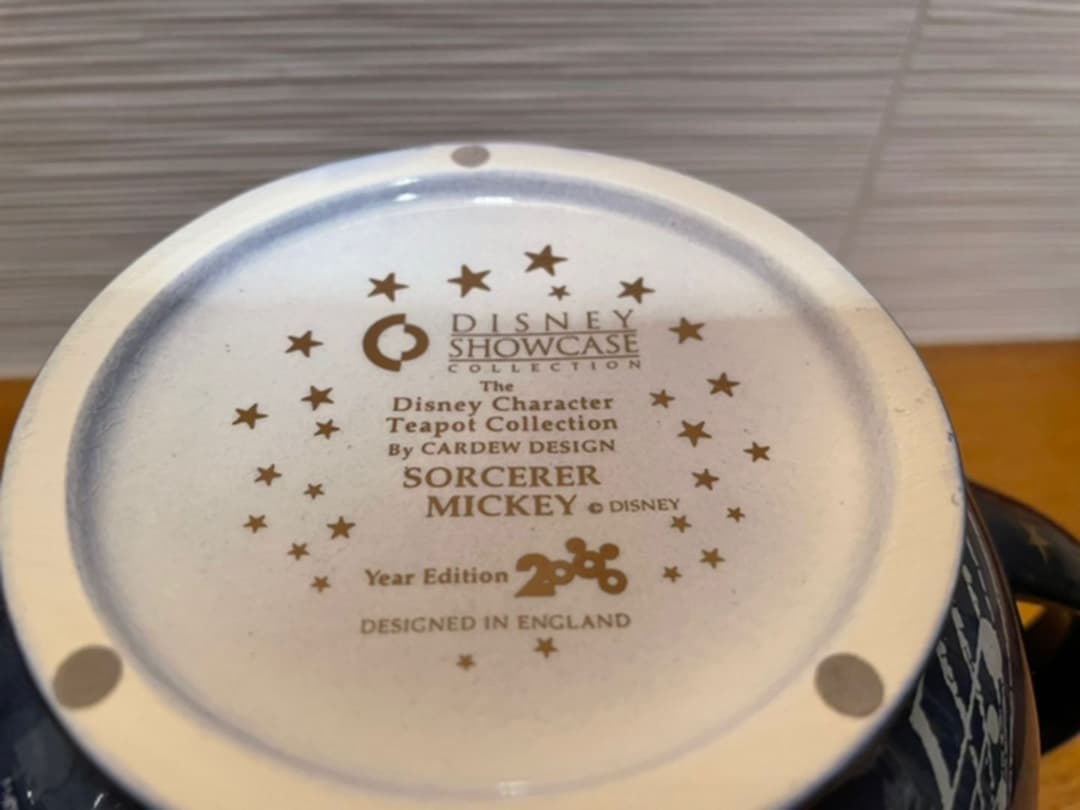 DISNEY
SHOWCASE
COLLECTION
The
Disney Character
Teapot Collection
By CARDEW DESIGN
SORCERER
MICKEY © DISNEY
Year Edition 2000
DESIGNED IN ENGLAND